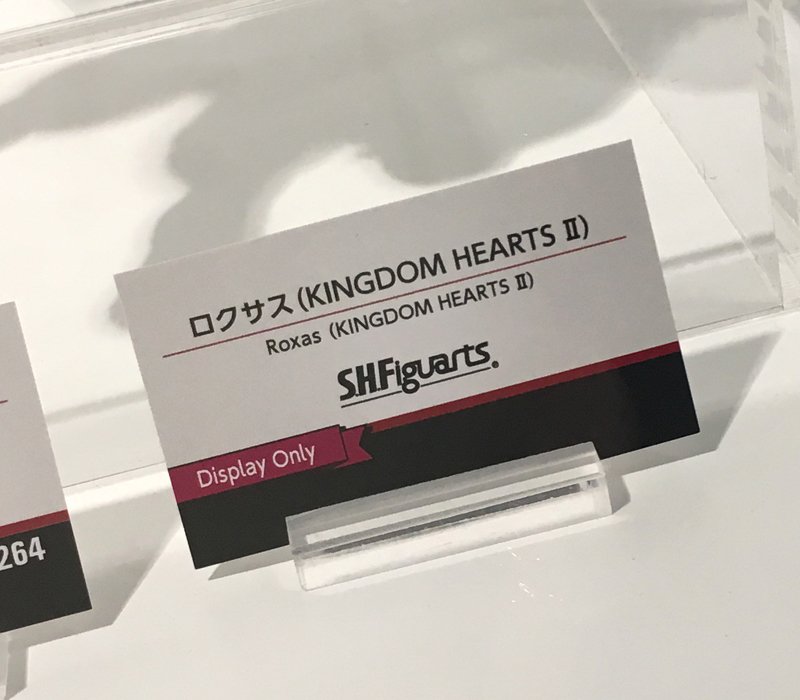 ロクサス(KINGDOM HEARTS Ⅱ)
Roxas (KINGDOM HEARTS Ⅱ)
S.H.Figuarts®
Display Only
264